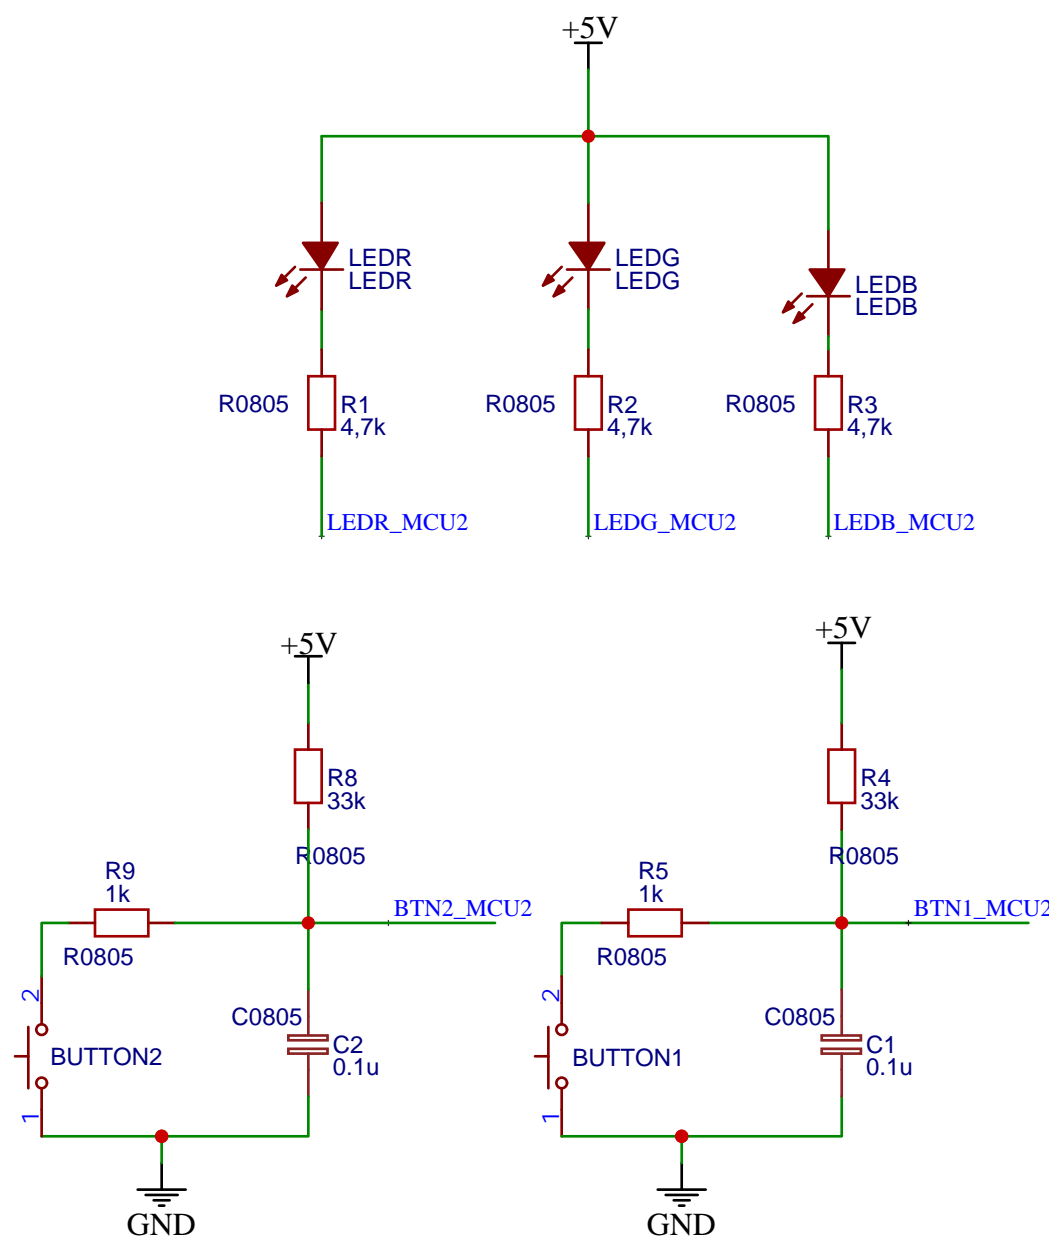 +5V
LEDR
LEDR
LEDG
LEDG
LEDB
LEDB
R0805
R1
4,7k
R0805
R2
4,7k
R0805
R3
4,7k
LEDR_MCU2
LEDG_MCU2
LEDB_MCU2
+5V
R8
33k
R0805
R9
1k
R0805
BTN2_MCU2
2
BUTTON2
1
C0805
C2
0.1u
GND
+5V
R4
33k
R0805
R5
1k
R0805
BTN1_MCU2
2
BUTTON1
1
C0805
C1
0.1u
GND